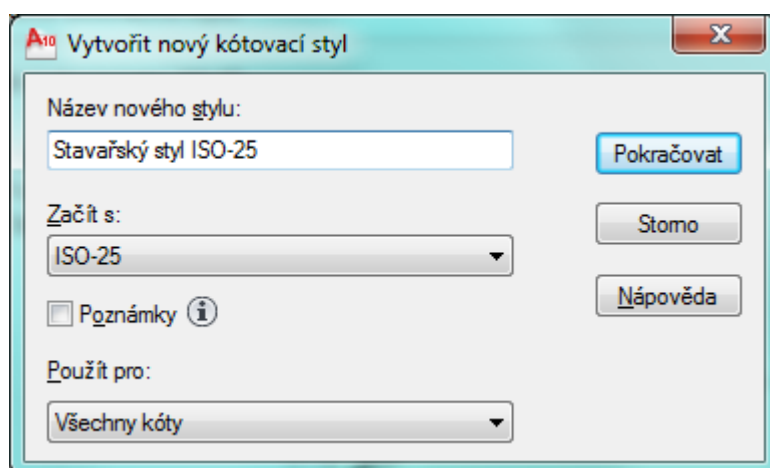 A10 Vytvořit nový kótovací styl
Název nového stylu:
Stavařský styl ISO-25
Pokračovat
Začít s:
Storno
ISO-25
Poznámky
Nápověda
Použít pro:
Všechny kóty